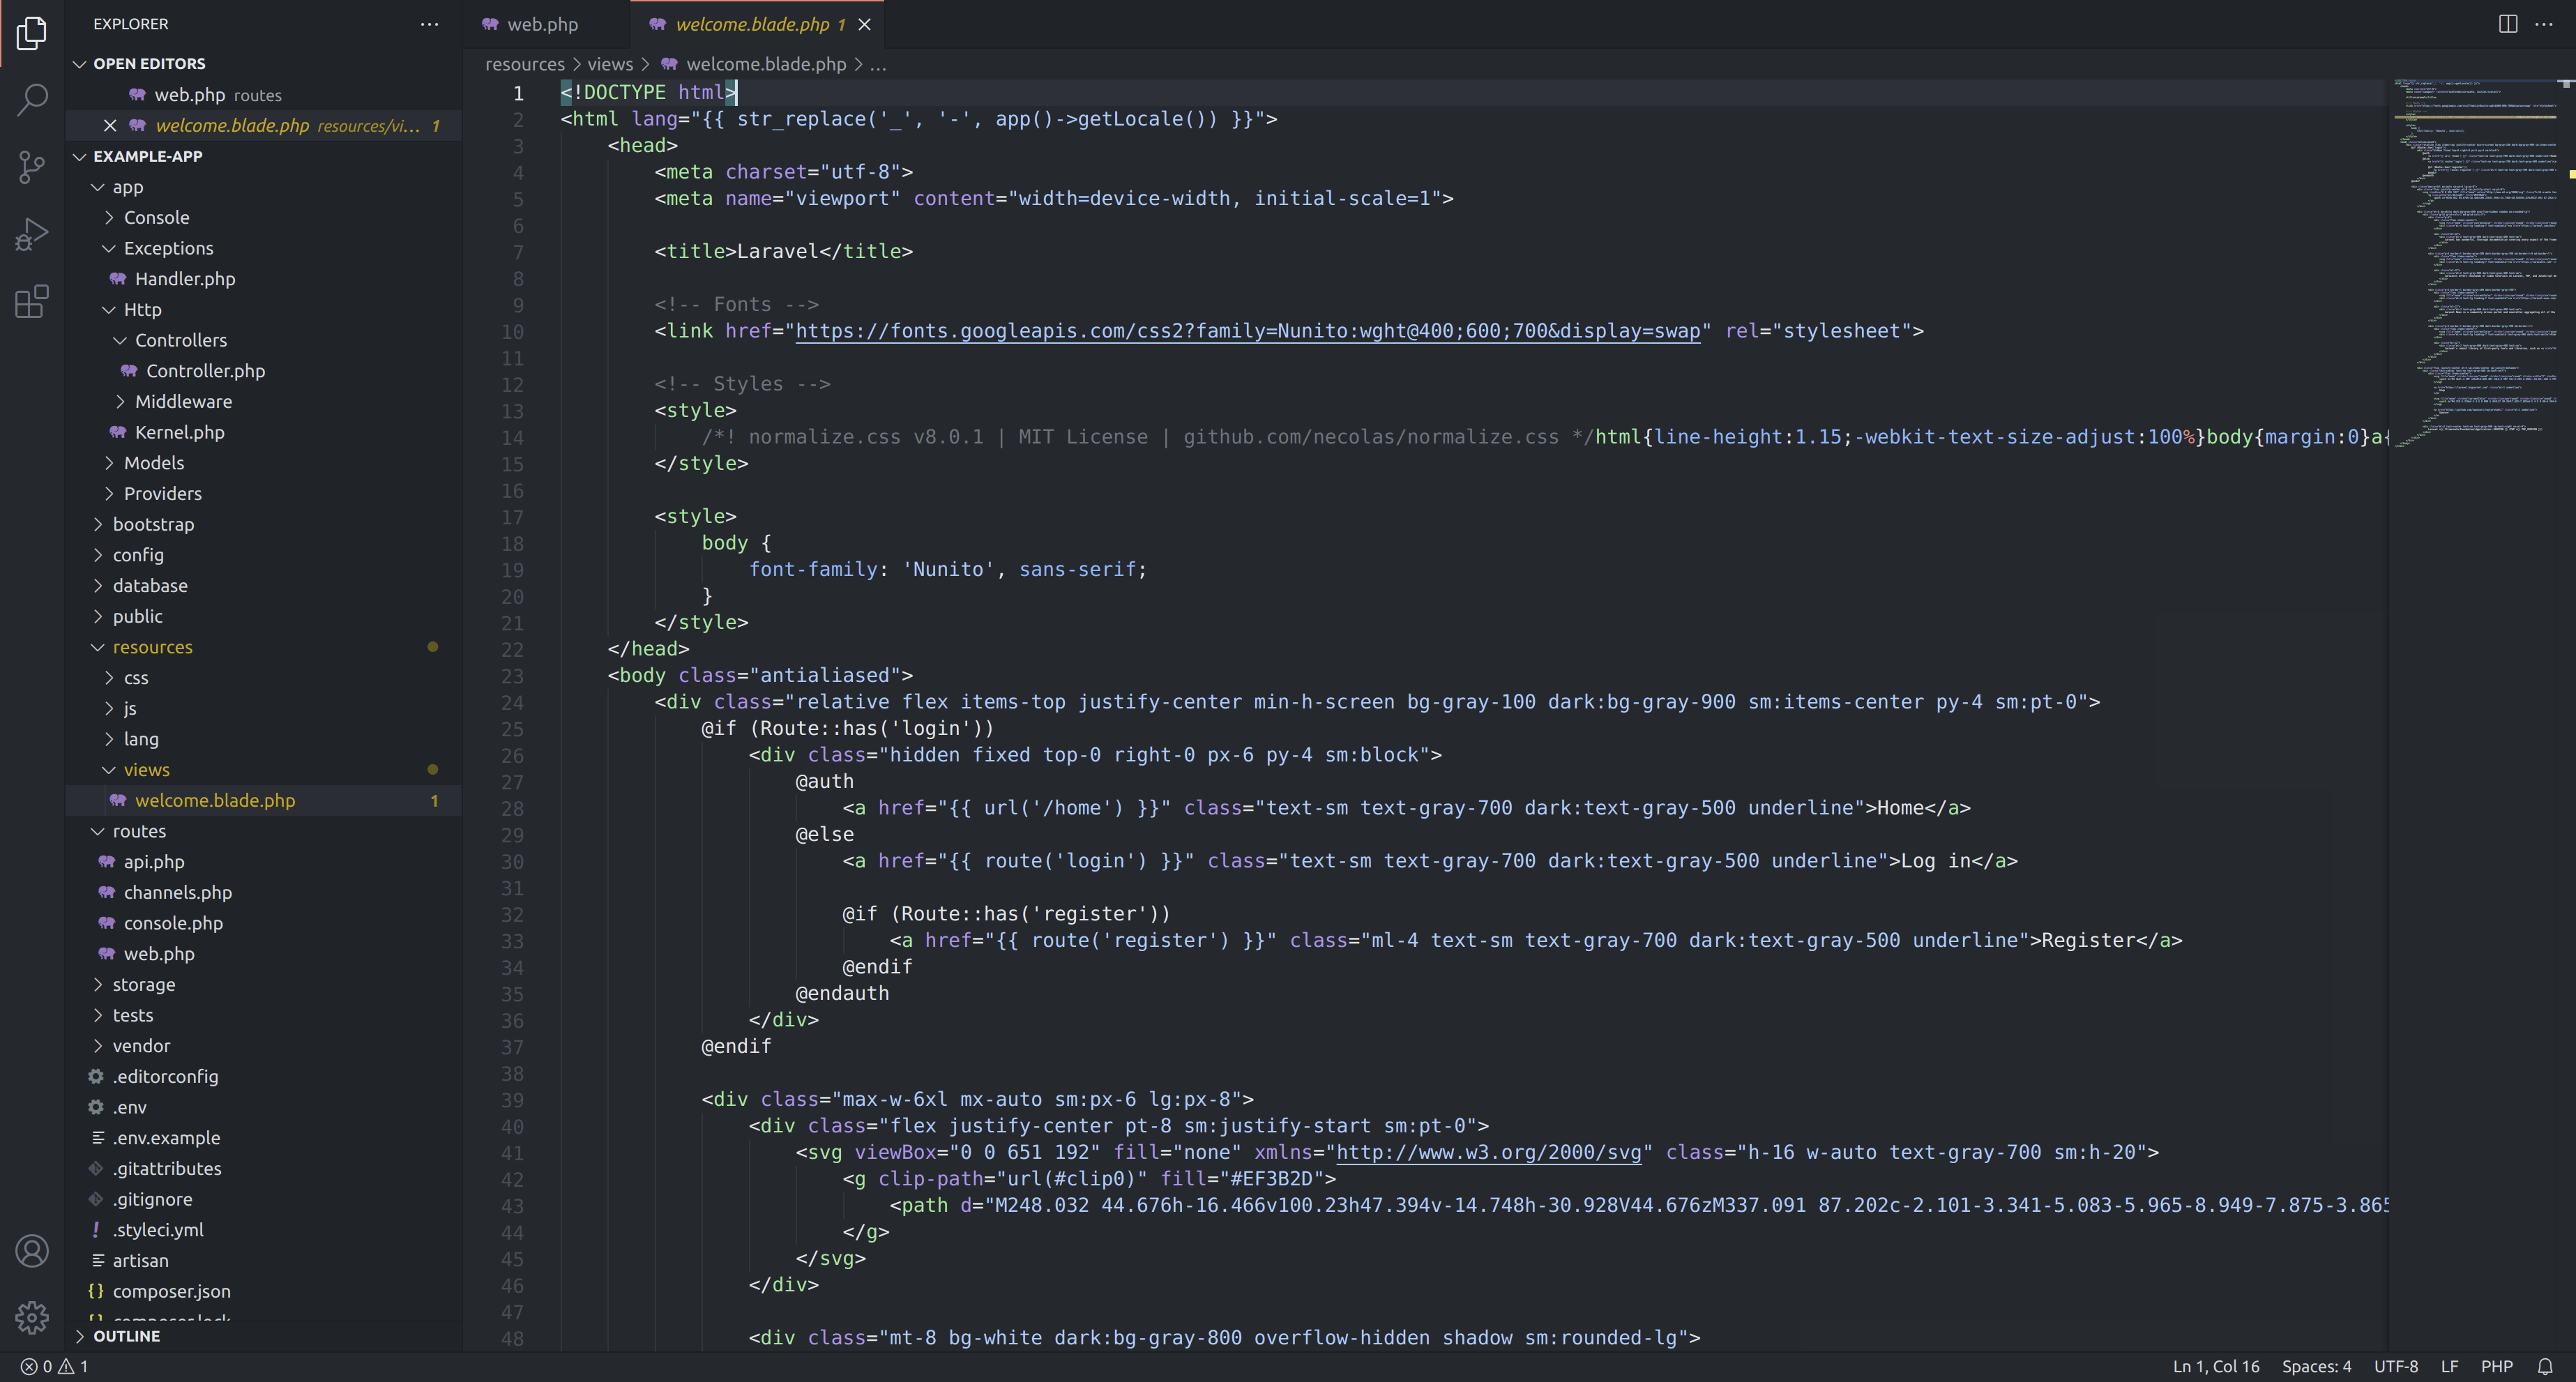 EXPLORER
OPEN EDITORS
web.php routes
welcome.blade.php resources/vi... 1
EXAMPLE-APP
app
Console
Exceptions
Handler.php
Http
Controllers
Controller.php
Middleware
Kernel.php
Models
Providers
bootstrap
config
database
public
resources
css
js
lang
views
welcome.blade.php 1
routes
api.php
channels.php
console.php
web.php
storage
tests
vendor
.editorconfig
.env
.env.example
.gitattributes
.gitignore
.styleci.yml
artisan
composer.json
composer.lock
OUTLINE
web.php
welcome.blade.php 1
resources > views > welcome.blade.php > ...
1 <!DOCTYPE html>
2 <html lang="{{ str_replace('_', '-', app()->getLocale()) }}">
3 <head>
4 <meta charset="utf-8">
5 <meta name="viewport" content="width=device-width, initial-scale=1">
6
7 <title>Laravel</title>
8
9 <!-- Fonts -->
10 <link href="https://fonts.googleapis.com/css2?family=Nunito:wght@400;600;700&display=swap" rel="stylesheet">
11
12 <!-- Styles -->
13 <style>
14 /*! normalize.css v8.0.1 | MIT License | github.com/necolas/normalize.css */html{line-height:1.15;-webkit-text-size-adjust:100%}body{margin:0}a{
15 </style>
16
17 <style>
18 body {
19 font-family: 'Nunito', sans-serif;
20 }
21 </style>
22 </head>
23 <body class="antialiased">
24 <div class="relative flex items-top justify-center min-h-screen bg-gray-100 dark:bg-gray-900 sm:items-center py-4 sm:pt-0">
25 @if (Route::has('login'))
26 <div class="hidden fixed top-0 right-0 px-6 py-4 sm:block">
27 @auth
28 <a href="{{ url('/home') }}" class="text-sm text-gray-700 dark:text-gray-500 underline">Home</a>
29 @else
30 <a href="{{ route('login') }}" class="text-sm text-gray-700 dark:text-gray-500 underline">Log in</a>
31
32 @if (Route::has('register'))
33 <a href="{{ route('register') }}" class="ml-4 text-sm text-gray-700 dark:text-gray-500 underline">Register</a>
34 @endif
35 @endauth
36 </div>
37 @endif
38
39 <div class="max-w-6xl mx-auto sm:px-6 lg:px-8">
40 <div class="flex justify-center pt-8 sm:justify-start sm:pt-0">
41 <svg viewBox="0 0 651 192" fill="none" xmlns="http://www.w3.org/2000/svg" class="h-16 w-auto text-gray-700 sm:h-20">
42 <g clip-path="url(#clip0)" fill="#EF3B2D">
43 <path d="M248.032 44.676h-16.466v100.23h47.394v-14.748h-30.928V44.676zM337.091 87.202c-2.101-3.341-5.083-5.965-8.949-7.875-3.865
44 </g>
45 </svg>
46 </div>
47
48 <div class="mt-8 bg-white dark:bg-gray-800 overflow-hidden shadow sm:rounded-lg">
0 1
Ln 1, Col 16 Spaces: 4 UTF-8 LF PHP